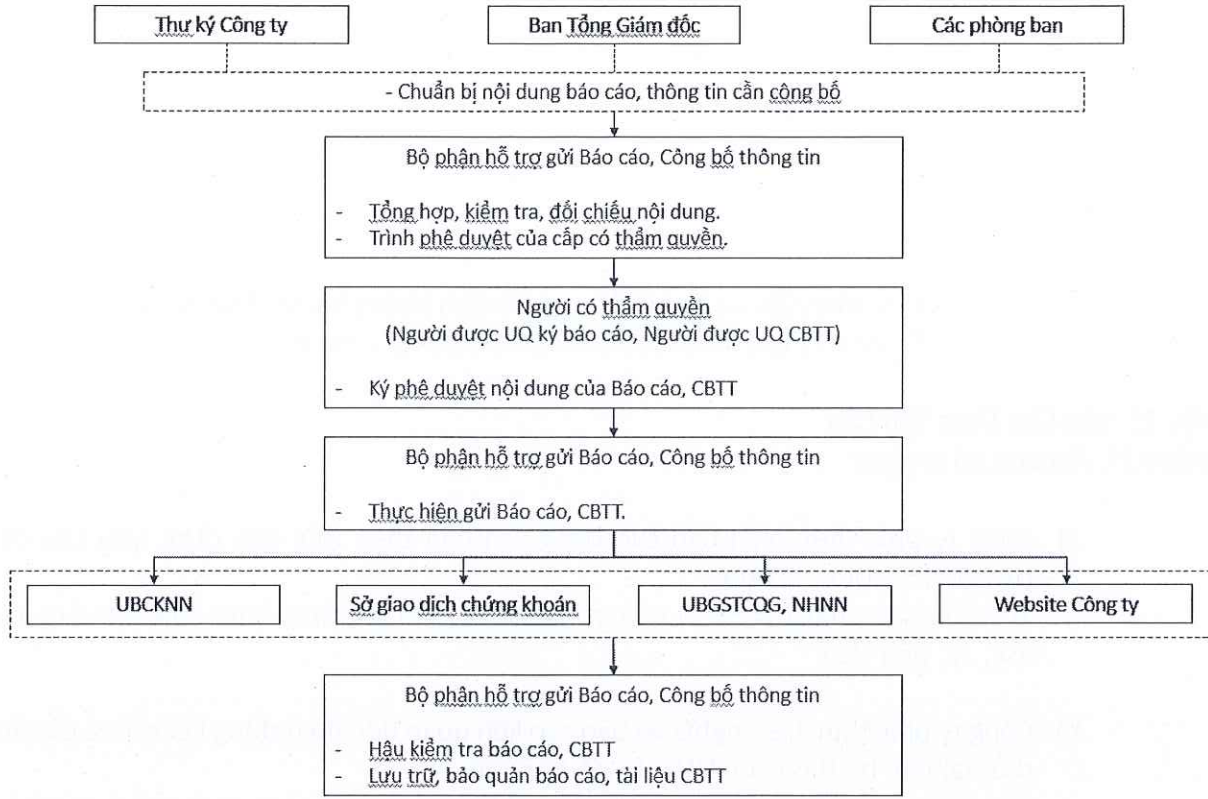 Thư ký Công ty
Ban Tổng Giám đốc
Các phòng ban
- Chuẩn bị nội dung báo cáo, thông tin cần công bố
Bộ phận hỗ trợ gửi Báo cáo, Công bố thông tin
- Tổng hợp, kiểm tra, đối chiếu nội dung.
- Trình phê duyệt của cấp có thẩm quyền.
Người có thẩm quyền
(Người được UQ ký báo cáo, Người được UQ CBTT)
- Ký phê duyệt nội dung của Báo cáo, CBTT
Bộ phận hỗ trợ gửi Báo cáo, Công bố thông tin
- Thực hiện gửi Báo cáo, CBTT.
UBCKNN
Sở giao dịch chứng khoán
UBGSTCQG, NHNN
Website Công ty
Bộ phận hỗ trợ gửi Báo cáo, Công bố thông tin
- Hậu kiểm tra báo cáo, CBTT
- Lưu trữ, bảo quản báo cáo, tài liệu CBTT